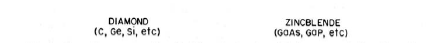 DIAMOND
(C, Ge, Si, etc)
ZINCBLENDE
(GaAs, GaP, etc)